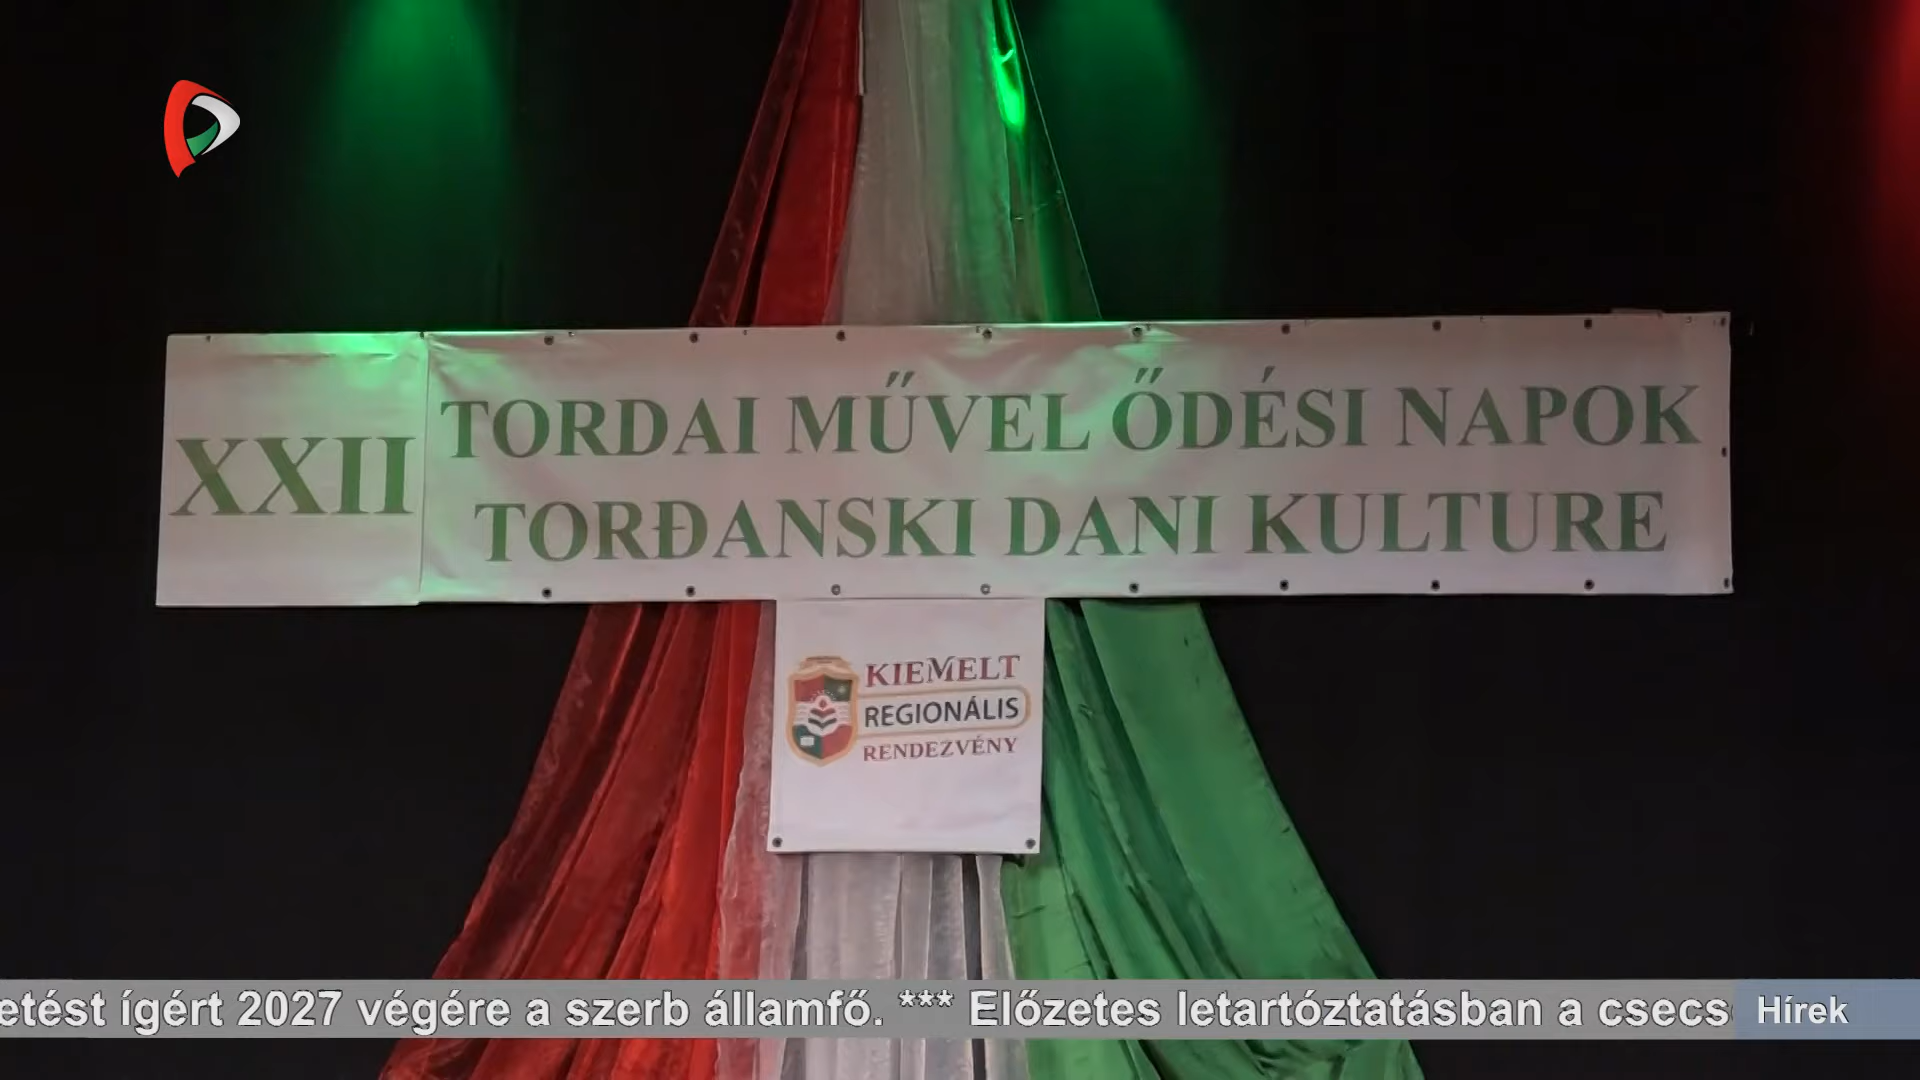 XXII
TORDAI MŰVELŐDÉSI NAPOK
TORĐANSKI DANI KULTURE
KIEMELT
REGIONÁLIS
RENDEZVÉNY
etést ígért 2027 végére a szerb államfő. *** Előzetes letartóztatásban a csecs
Hírek